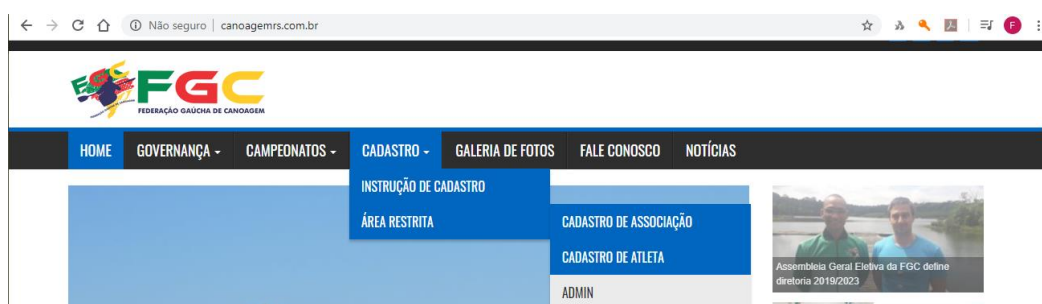 Não seguro | canoagemrs.com.br
F
FGC
FGC
FEDERAÇÃO GAÚCHA DE CANOAGEM
HOME GOVERNANÇA CAMPEONATOS CADASTRO GALERIA DE FOTOS FALE CONOSCO NOTÍCIAS
INSTRUÇÃO DE CADASTRO
ÁREA RESTRITA
CADASTRO DE ASSOCIAÇÃO
CADASTRO DE ATLETA
ADMIN
Assembleia Geral Eletiva da FGC define
diretoria 2019/2023